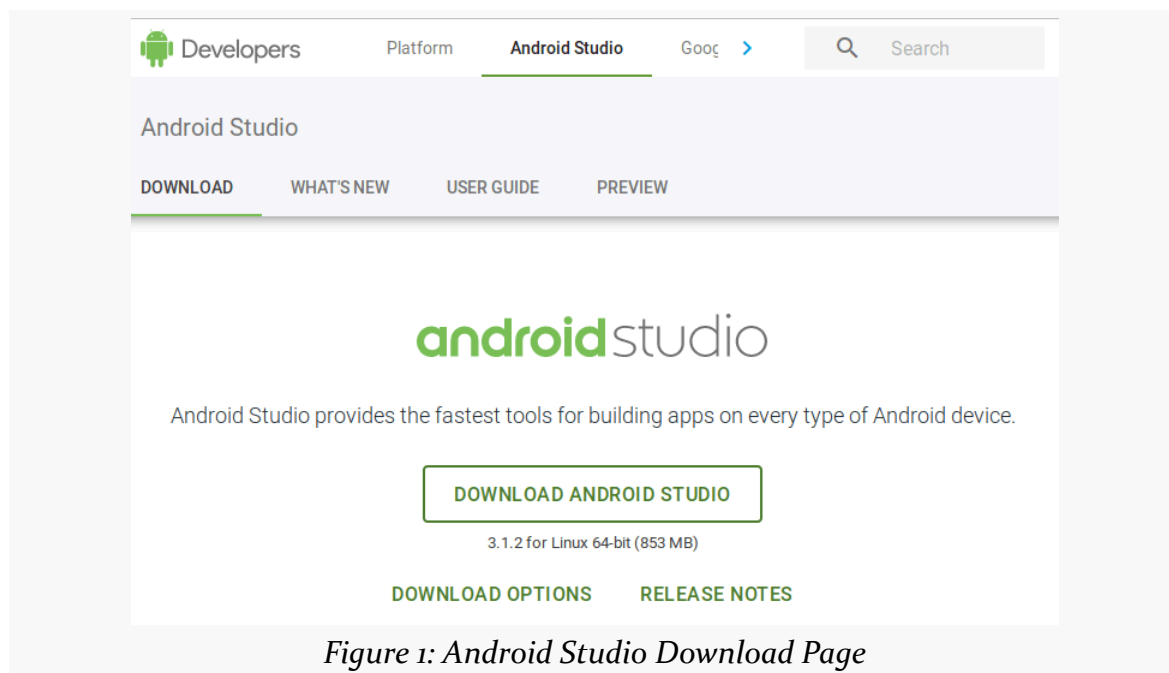 Developers Platform Android Studio Goog Search
Android Studio
DOWNLOAD WHAT'S NEW USER GUIDE PREVIEW
androidstudio
Android Studio provides the fastest tools for building apps on every type of Android device.
DOWNLOAD ANDROID STUDIO
3.1.2 for Linux 64-bit (853 MB)
DOWNLOAD OPTIONS RELEASE NOTES
Figure 1: Android Studio Download Page